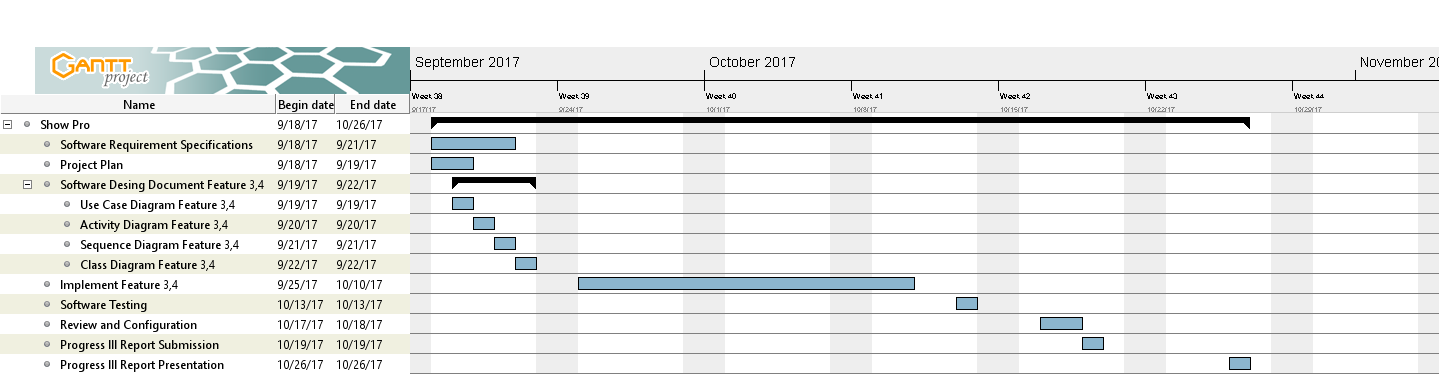 GANTT project
September 2017 October 2017 November 20
Name Begin date End date
Week 38 Week 39 Week 40 Week 41 Week 42 Week 43 Week 44
9/17/17 9/24/17 10/1/17 10/8/17 10/15/17 10/22/17 10/29/17
Show Pro 9/18/17 10/26/17
Software Requirement Specifications 9/18/17 9/21/17
Project Plan 9/18/17 9/19/17
Software Desing Document Feature 3,4 9/19/17 9/22/17
Use Case Diagram Feature 3,4 9/19/17 9/19/17
Activity Diagram Feature 3,4 9/20/17 9/20/17
Sequence Diagram Feature 3,4 9/21/17 9/21/17
Class Diagram Feature 3,4 9/22/17 9/22/17
Implement Feature 3,4 9/25/17 10/10/17
Software Testing 10/13/17 10/13/17
Review and Configuration 10/17/17 10/18/17
Progress III Report Submission 10/19/17 10/19/17
Progress III Report Presentation 10/26/17 10/26/17